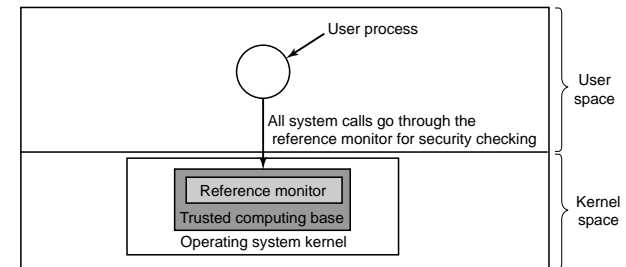 User process
User
space
All system calls go through the
reference monitor for security checking
Reference monitor
Trusted computing base
Operating system kernel
Kernel
space